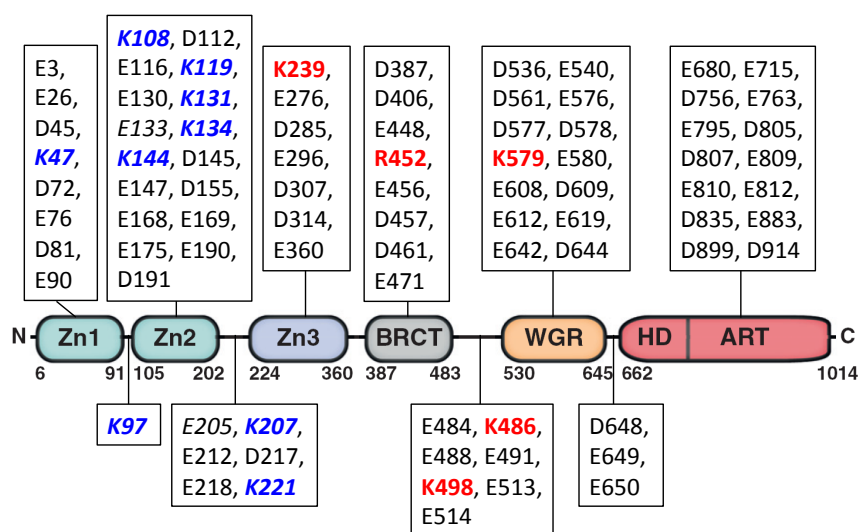 E3,
E26,
D45,
K47,
D72,
E76
D81,
E90
K108, D112,
E116, K119,
E130, K131,
E133, K134,
K144, D145,
E147, D155,
E168, E169,
E175, E190,
D191
K239,
E276,
D285,
E296,
D307,
D314,
E360
D387,
D406,
E448,
R452,
E456,
D457,
D461,
E471
D536, E540,
D561, E576,
D577, D578,
K579, E580,
E608, D609,
E612, E619,
E642, D644
E680, E715,
D756, E763,
E795, D805,
D807, E809,
E810, E812,
D835, E883,
D899, D914
N Zn1 Zn2 Zn3 BRCT WGR HD ART C
6 91 105 202 224 360 387 483 530 645 662 1014
K97
E205, K207,
E212, D217,
E218, K221
E484, K486,
E488, E491,
K498, E513,
E514
D648,
E649,
E650